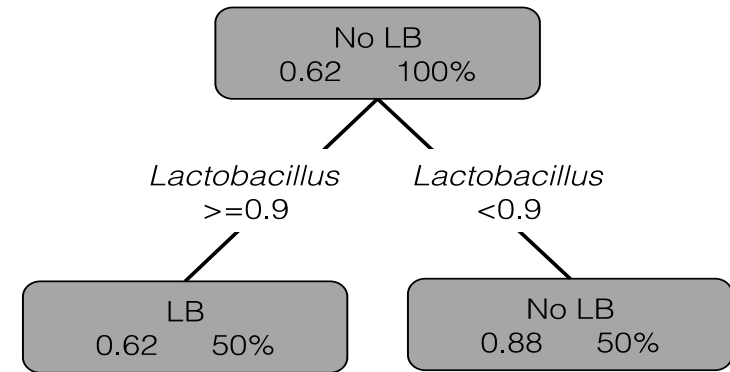 No LB
0.62 100%
Lactobacillus
>=0.9
Lactobacillus
<0.9
LB
0.62 50%
No LB
0.88 50%